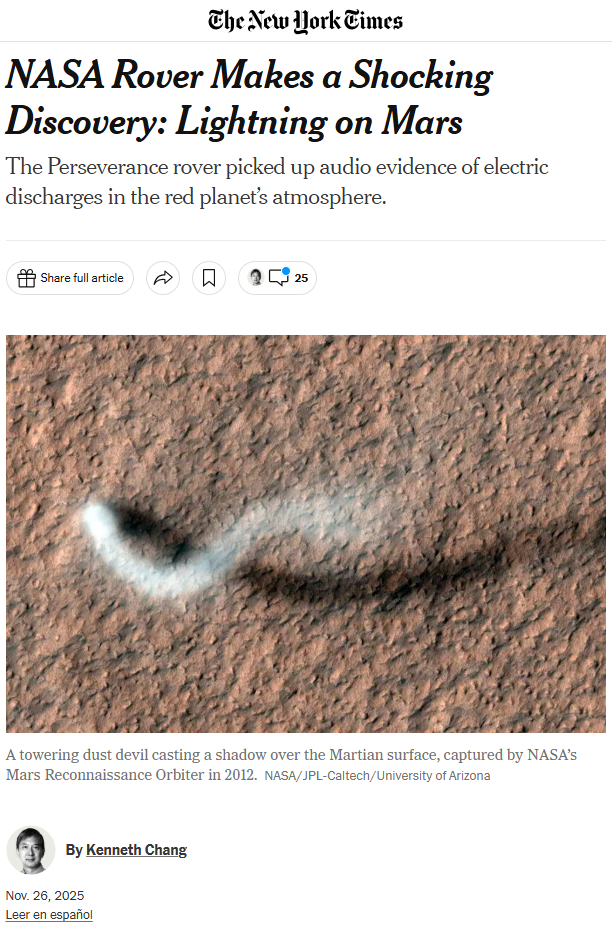 The New York Times
NASA Rover Makes a Shocking
Discovery: Lightning on Mars
The Perseverance rover picked up audio evidence of electric
discharges in the red planet’s atmosphere.
Share full article
25
A towering dust devil casting a shadow over the Martian surface, captured by NASA’s
Mars Reconnaissance Orbiter in 2012. NASA/JPL-Caltech/University of Arizona
By Kenneth Chang
Nov. 26, 2025
Leer en español